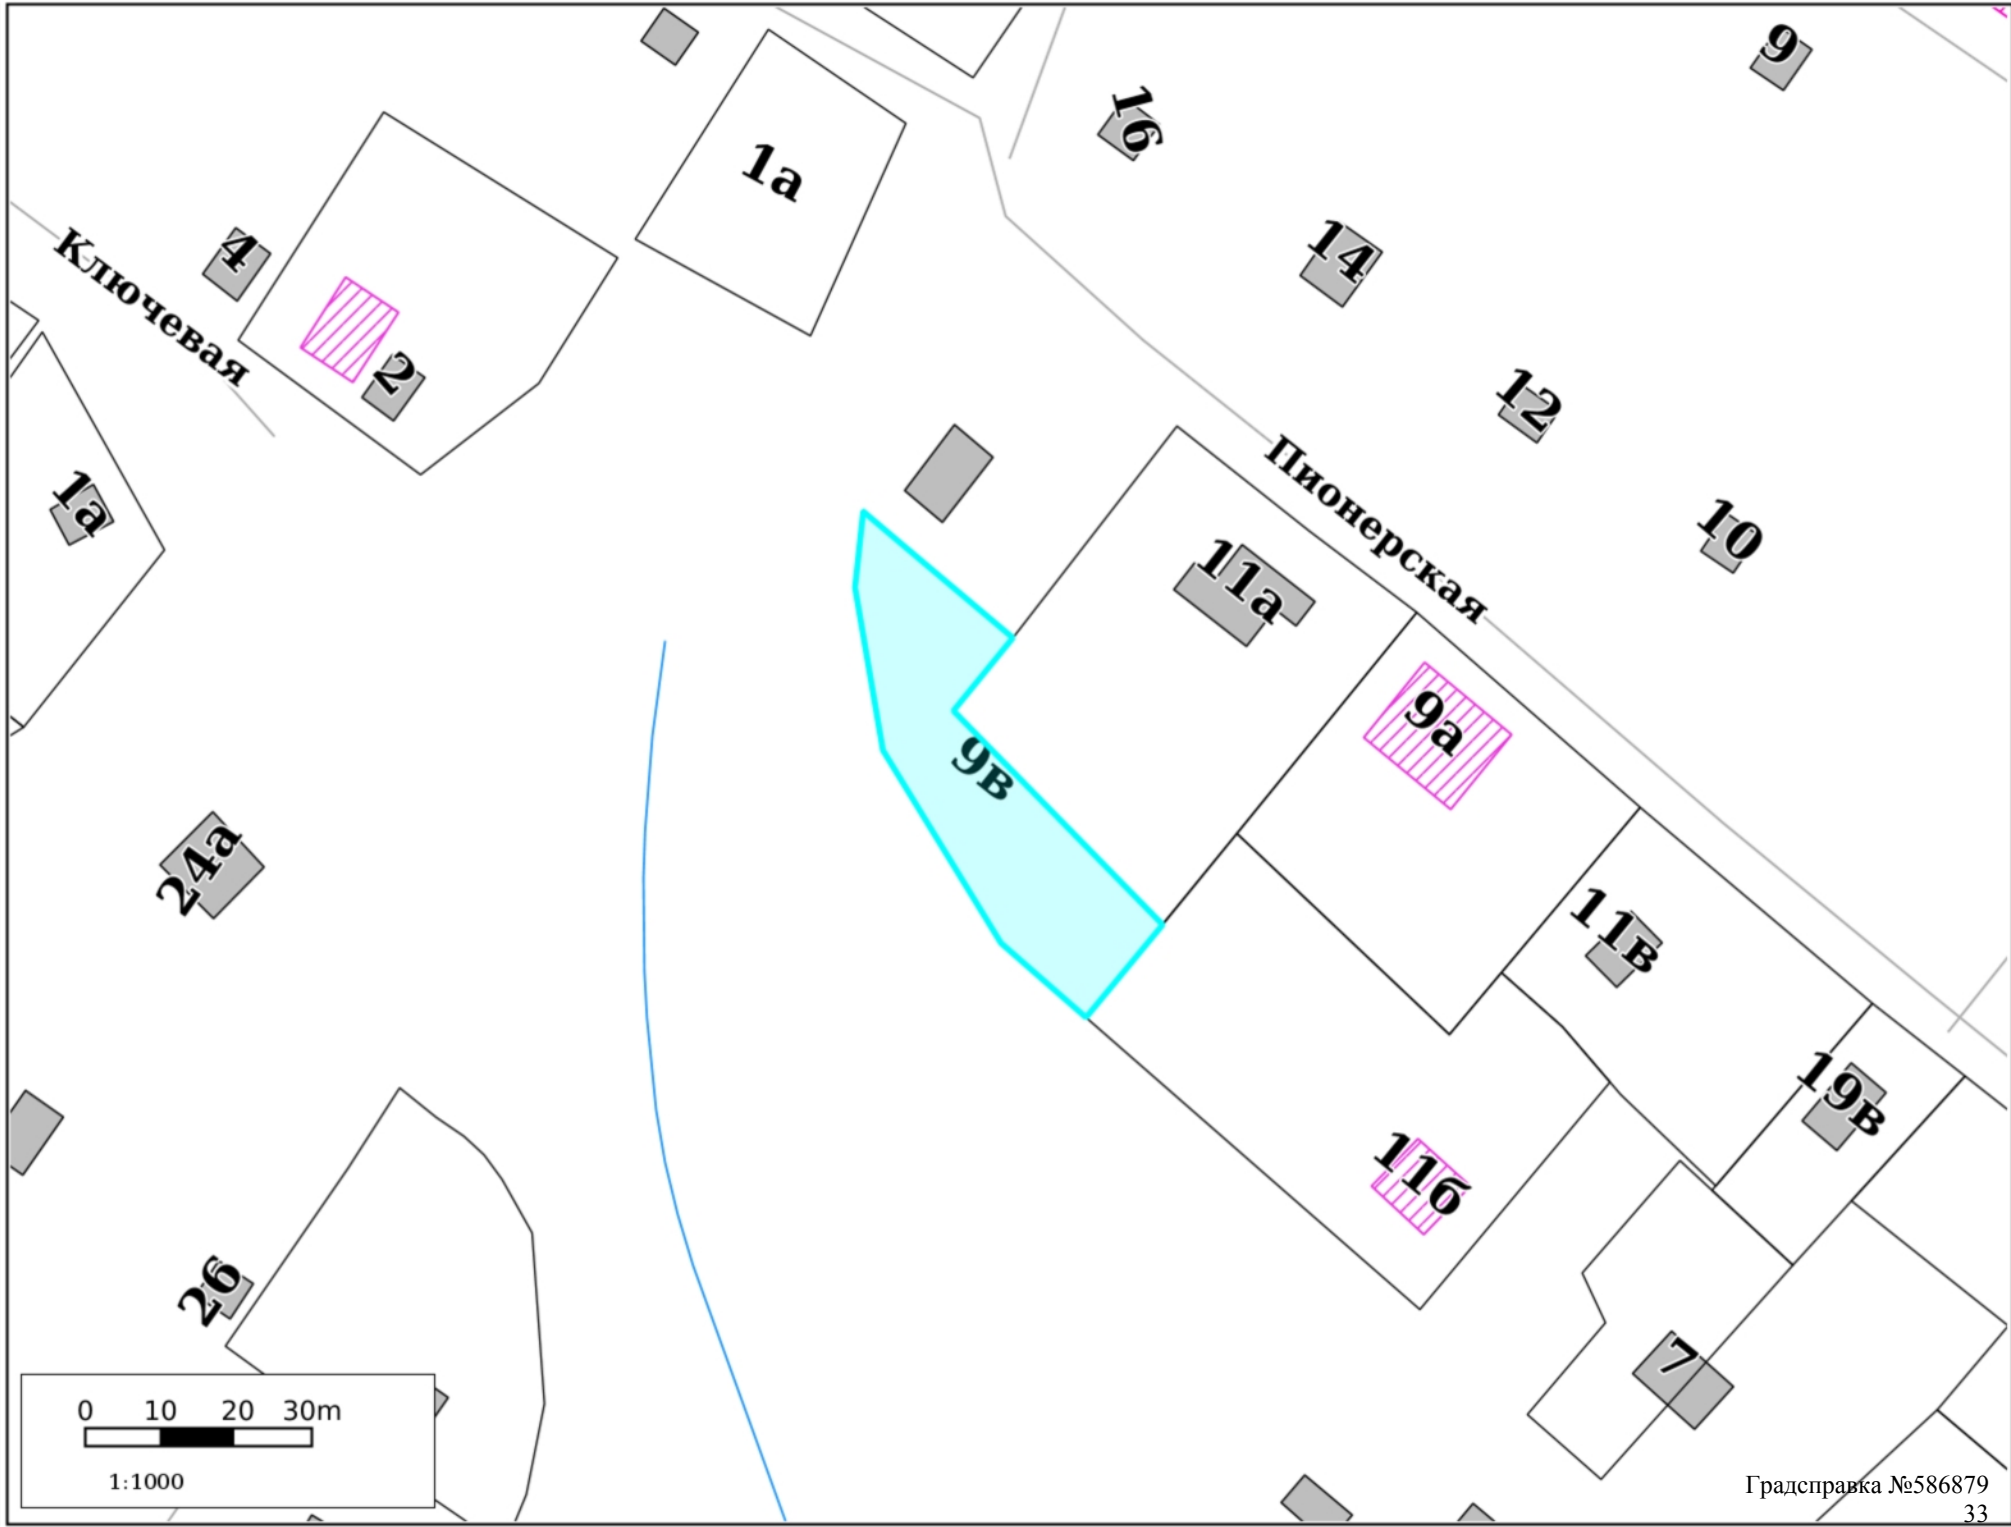 9
16
1а
14
4
Ключевая
2
12
Пионерская
1а
10
11а
9а
9в
24а
11в
19в
11б
26
7
0 10 20 30m
1:1000
Градсправка №586879
33